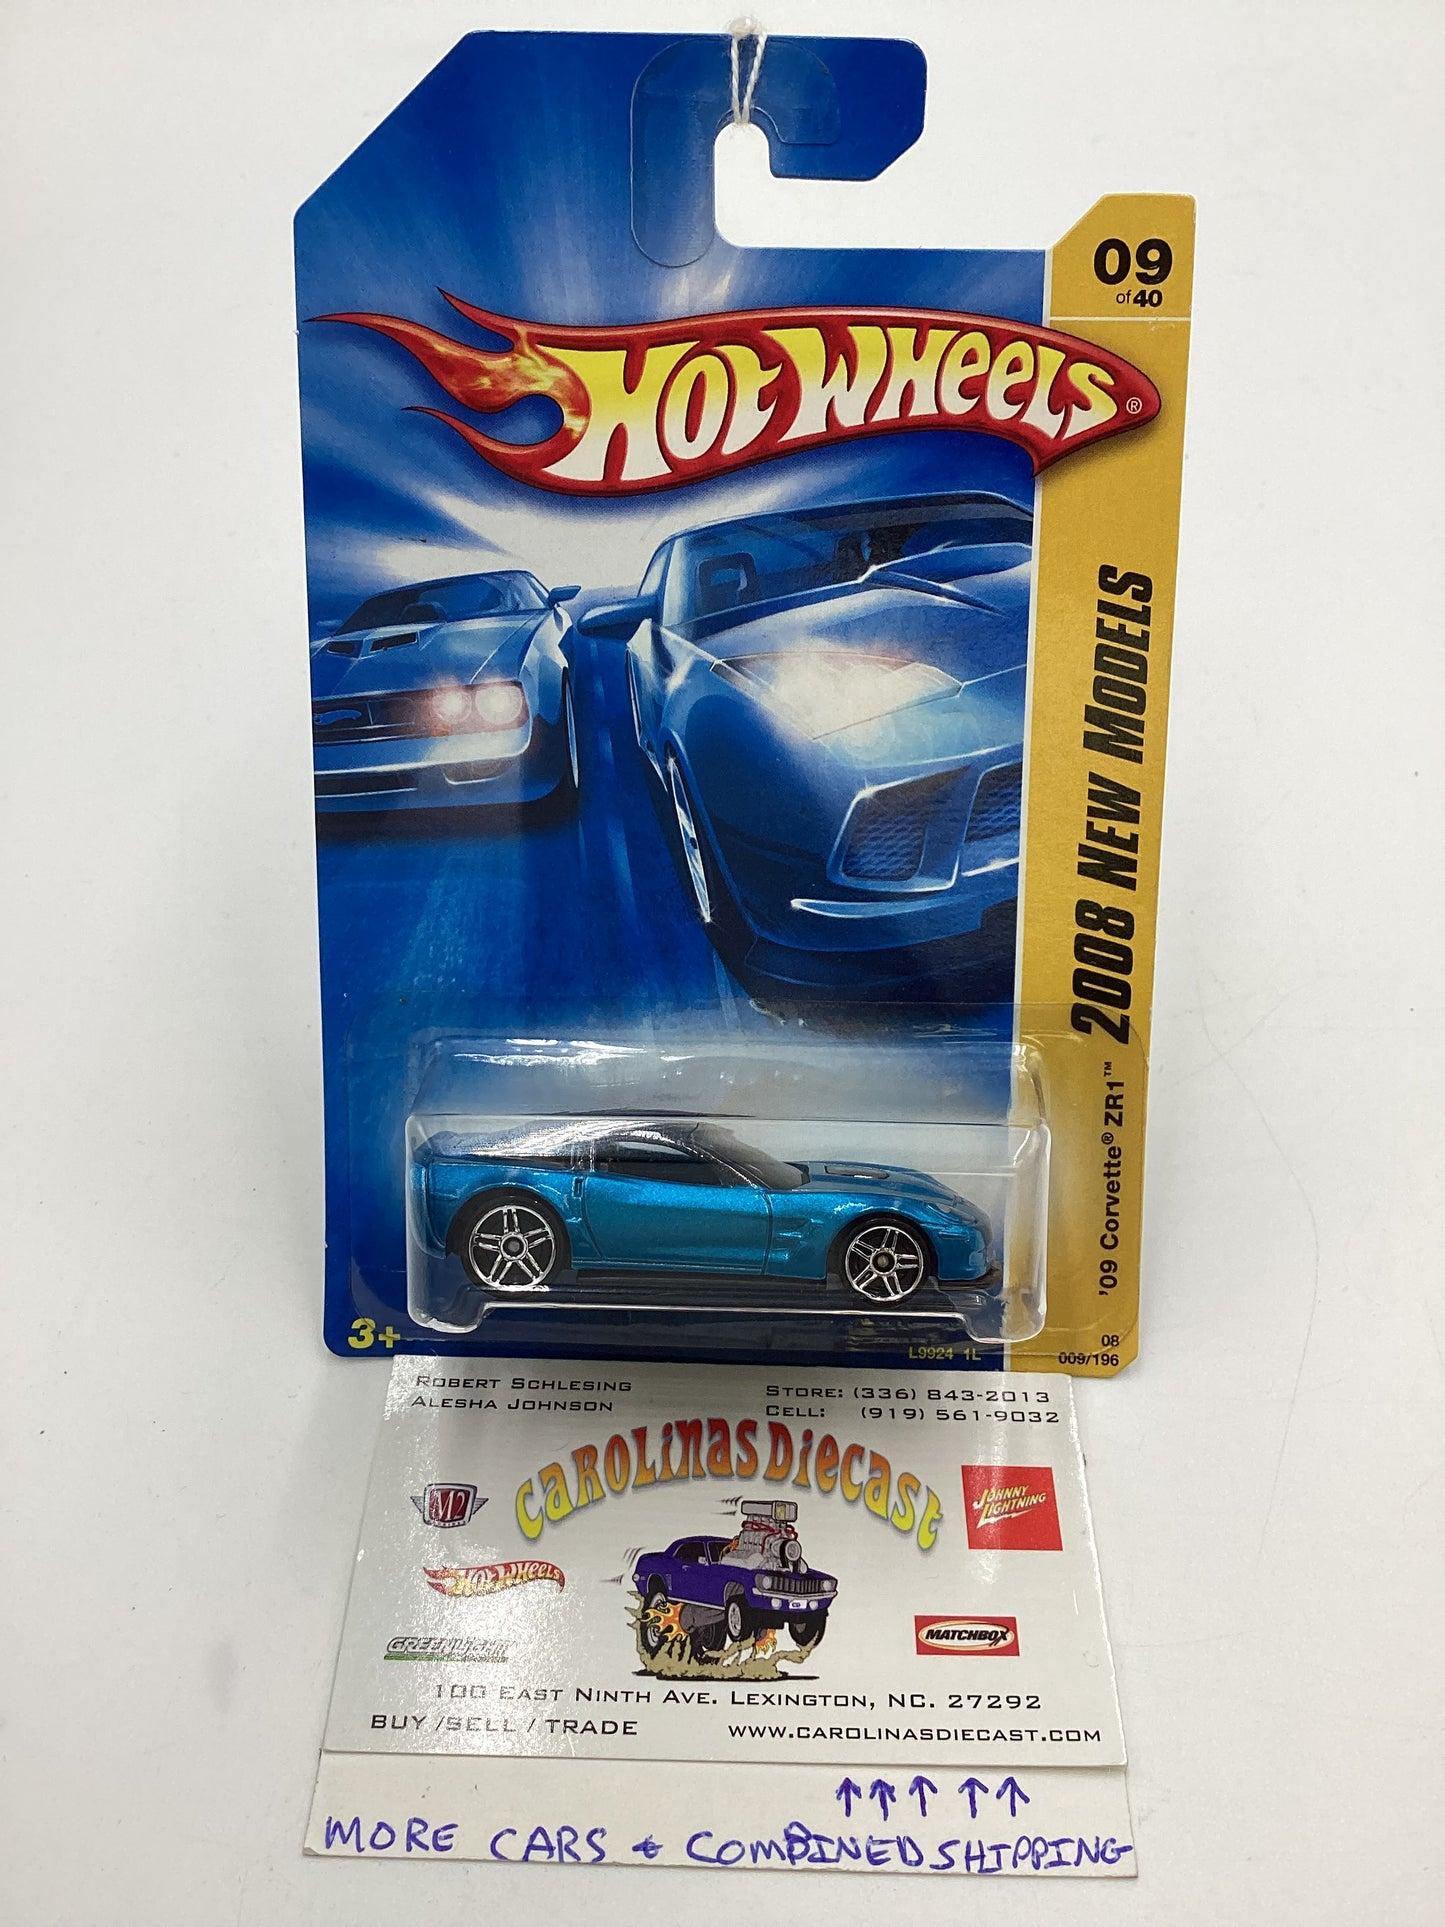 09
of 40
HOT WHEELS®
2008 NEW MODELS
'09 Corvette® ZR1™
3+
L9924 1L
08
009/196
ROBERT SCHLESING
ALESHA JOHNSON
STORE: (336) 843-2013
CELL: (919) 561-9032
CAROLINAS DIECAST
M2
JOHNNY LIGHTNING
HOT WHEELS
GREENLIGHT
MATCHBOX
100 EAST NINTH AVE. LEXINGTON, NC. 27292
BUY / SELL / TRADE
WWW.CAROLINASDIECAST.COM
↑↑↑ ↑↑
MORE CARS & COMBINED SHIPPING